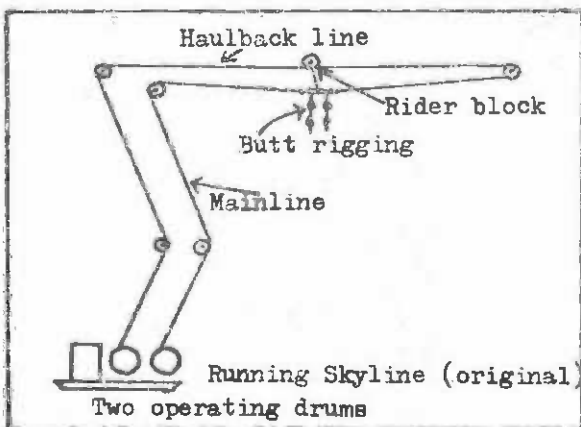 Haulback line
Rider block
Butt rigging
Mainline
Running Skyline (original)
Two operating drums